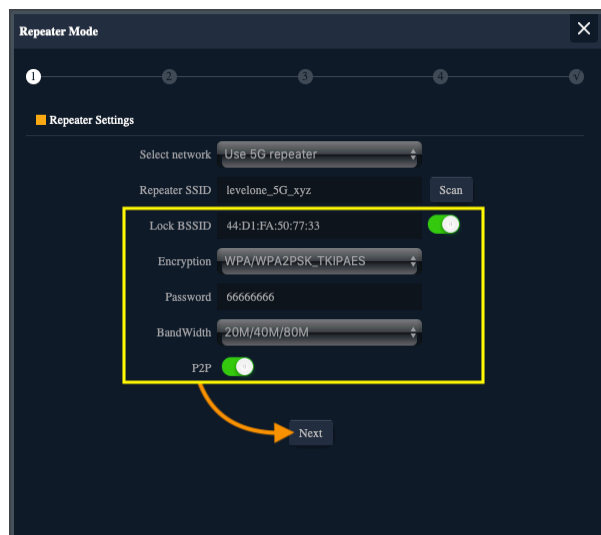 Repeater Mode
1 2 3 4 √
Repeater Settings
Select network Use 5G repeater
Repeater SSID levelone_5G_xyz Scan
Lock BSSID 44:D1:FA:50:77:33
Encryption WPA/WPA2PSK_TKIPAES
Password 66666666
BandWidth 20M/40M/80M
P2P
Next